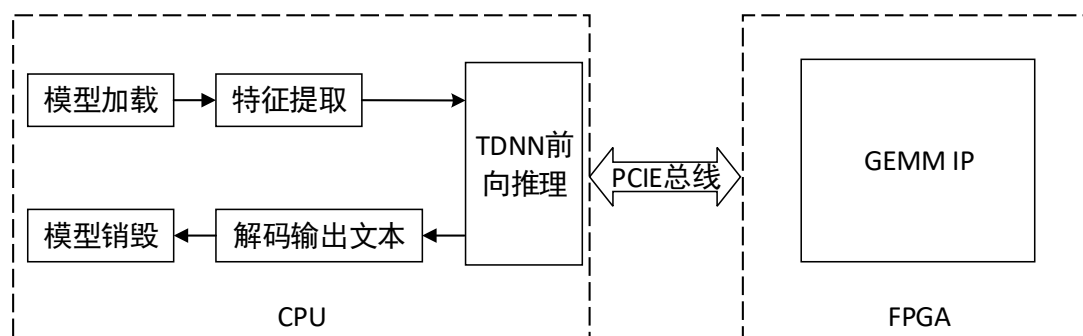 模型加载
特征提取
TDNN前
向推理
PCIE总线
GEMM IP
模型销毁
解码输出文本
CPU
FPGA